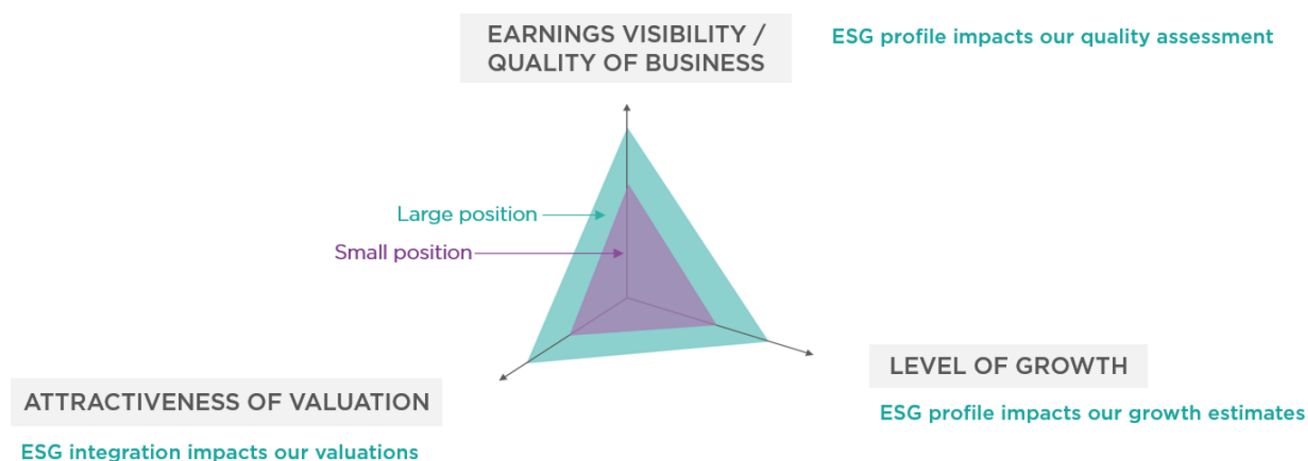 EARNINGS VISIBILITY /
QUALITY OF BUSINESS
ESG profile impacts our quality assessment
Large position
Small position
LEVEL OF GROWTH
ESG profile impacts our growth estimates
ATTRACTIVENESS OF VALUATION
ESG integration impacts our valuations